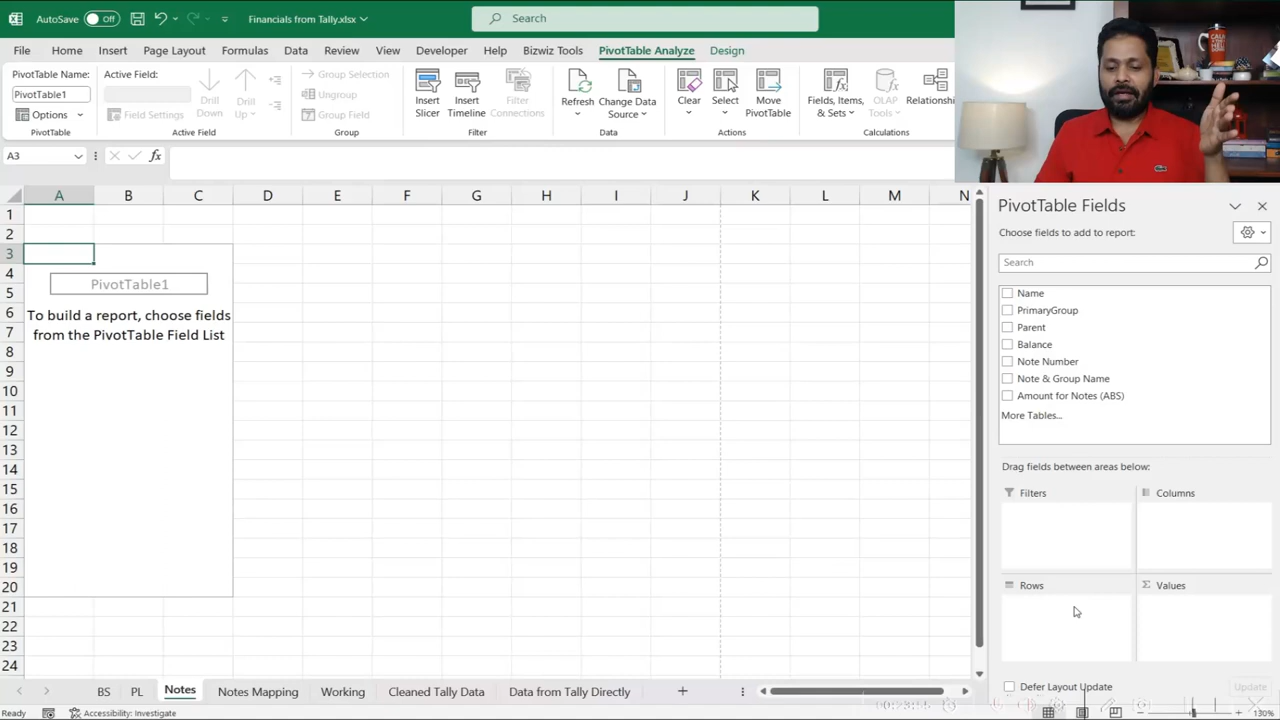 AutoSave Off Financials from Tally.xlsx Search
File Home Insert Page Layout Formulas Data Review View Developer Help Bizwiz Tools PivotTable Analyze Design
PivotTable Name:
PivotTable1
Options
PivotTable
Active Field:
Drill Down
Drill Up
Field Settings
Active Field
Group Selection
Ungroup
Group Field
Group
Insert Slicer
Insert Timeline
Filter Connections
Filter
Refresh
Change Data Source
Data
Clear
Select
Move PivotTable
Actions
Fields, Items, & Sets
OLAP Tools
Relationsh
Calculations
A3 fx
A B C D E F G H I J K L M N
1
2
3
4
5
6
7
8
9
10
11
12
13
14
15
16
17
18
19
20
21
22
23
24
PivotTable1
To build a report, choose fields
from the PivotTable Field List
PivotTable Fields
Choose fields to add to report:
Search
Name
PrimaryGroup
Parent
Balance
Note Number
Note & Group Name
Amount for Notes (ABS)
More Tables...
Drag fields between areas below:
Filters Columns
Rows Σ Values
Defer Layout Update Update
BS PL Notes Notes Mapping Working Cleaned Tally Data Data from Tally Directly
Ready Accessibility: Investigate 130%